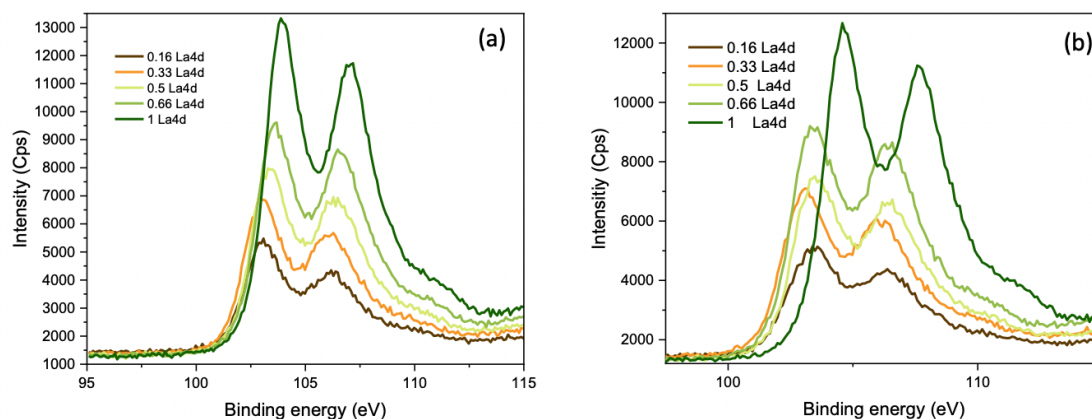 (a)
13000
12000
11000
10000
9000
8000
7000
6000
5000
4000
3000
2000
1000
Intensity (Cps)
0.16 La4d
0.33 La4d
0.5 La4d
0.66 La4d
1 La4d
95 100 105 110 115
Binding energy (eV)
(b)
12000
10000
8000
6000
4000
2000
Intensitiy (Cps)
0.16 La4d
0.33 La4d
0.5 La4d
0.66 La4d
1 La4d
100 110
Binding energy (eV)